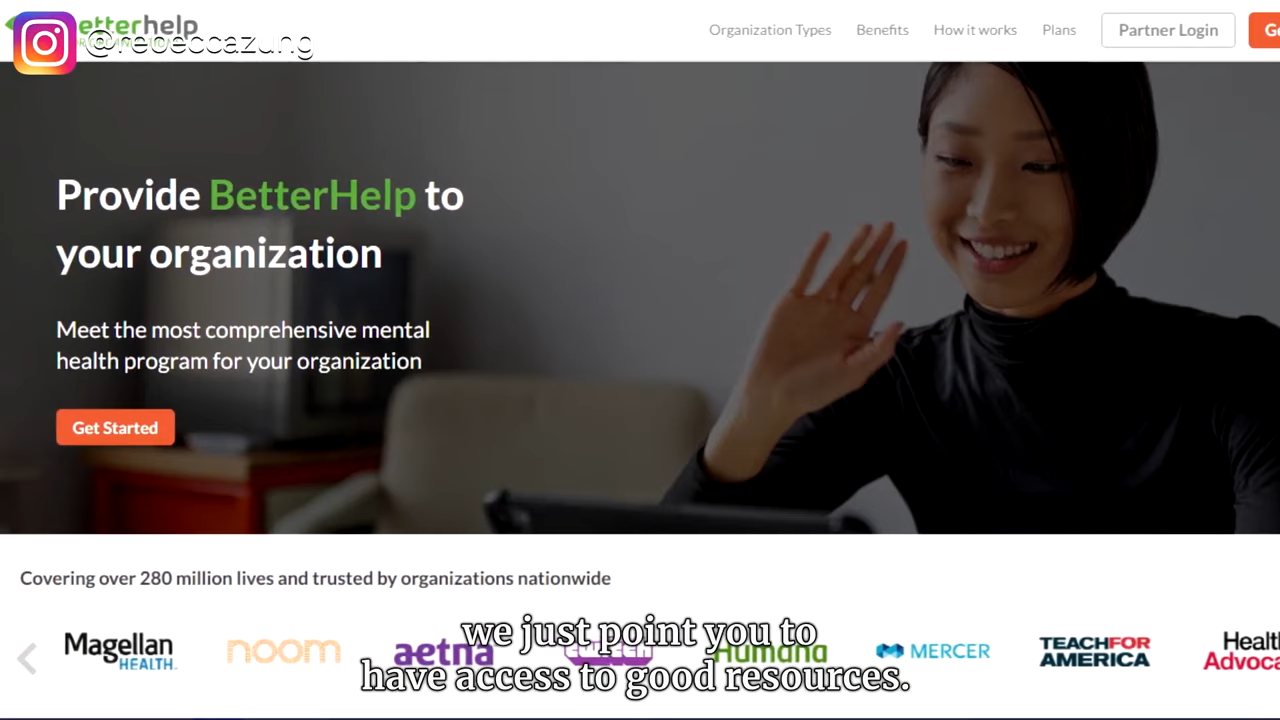 betterhelp
@rebeccazung
Organization Types Benefits How it works Plans Partner Login
Provide BetterHelp to
your organization
Meet the most comprehensive mental
health program for your organization
Get Started
Covering over 280 million lives and trusted by organizations nationwide
Magellan
HEALTH
noom
aetna
Humana
MERCER
TEACHFOR
AMERICA
we just point you to
have access to good resources.